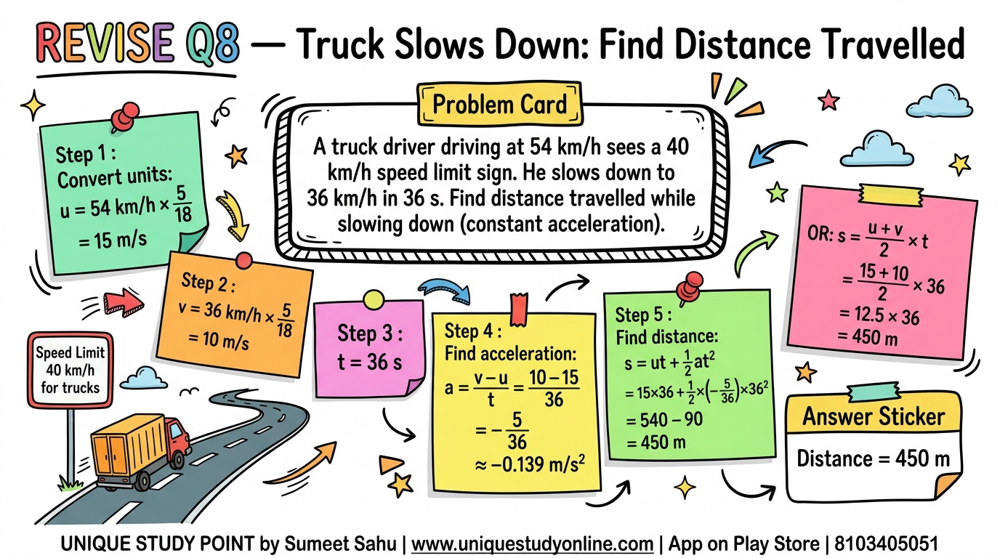 REVISE Q8 — Truck Slows Down: Find Distance Travelled
Problem Card
A truck driver driving at 54 km/h sees a 40
km/h speed limit sign. He slows down to
36 km/h in 36 s. Find distance travelled while
slowing down (constant acceleration).
Step 1 :
Convert units:
u = 54 km/h × 5/18
= 15 m/s
Step 2 :
v = 36 km/h × 5/18
= 10 m/s
Step 3 :
t = 36 s
Step 4 :
Find acceleration:
a = v − u/t = 10 − 15/36
= − 5/36
≈ −0.139 m/s²
Step 5 :
Find distance:
s = ut + 1/2 at²
= 15×36 + 1/2 × (− 5/36) × 36²
= 540 − 90
= 450 m
OR: s = u + v/2 × t
= 15 + 10/2 × 36
= 12.5 × 36
= 450 m
Answer Sticker
Distance = 450 m
Speed Limit
40 km/h
for trucks
UNIQUE STUDY POINT by Sumeet Sahu | www.uniquestudyonline.com | App on Play Store | 8103405051